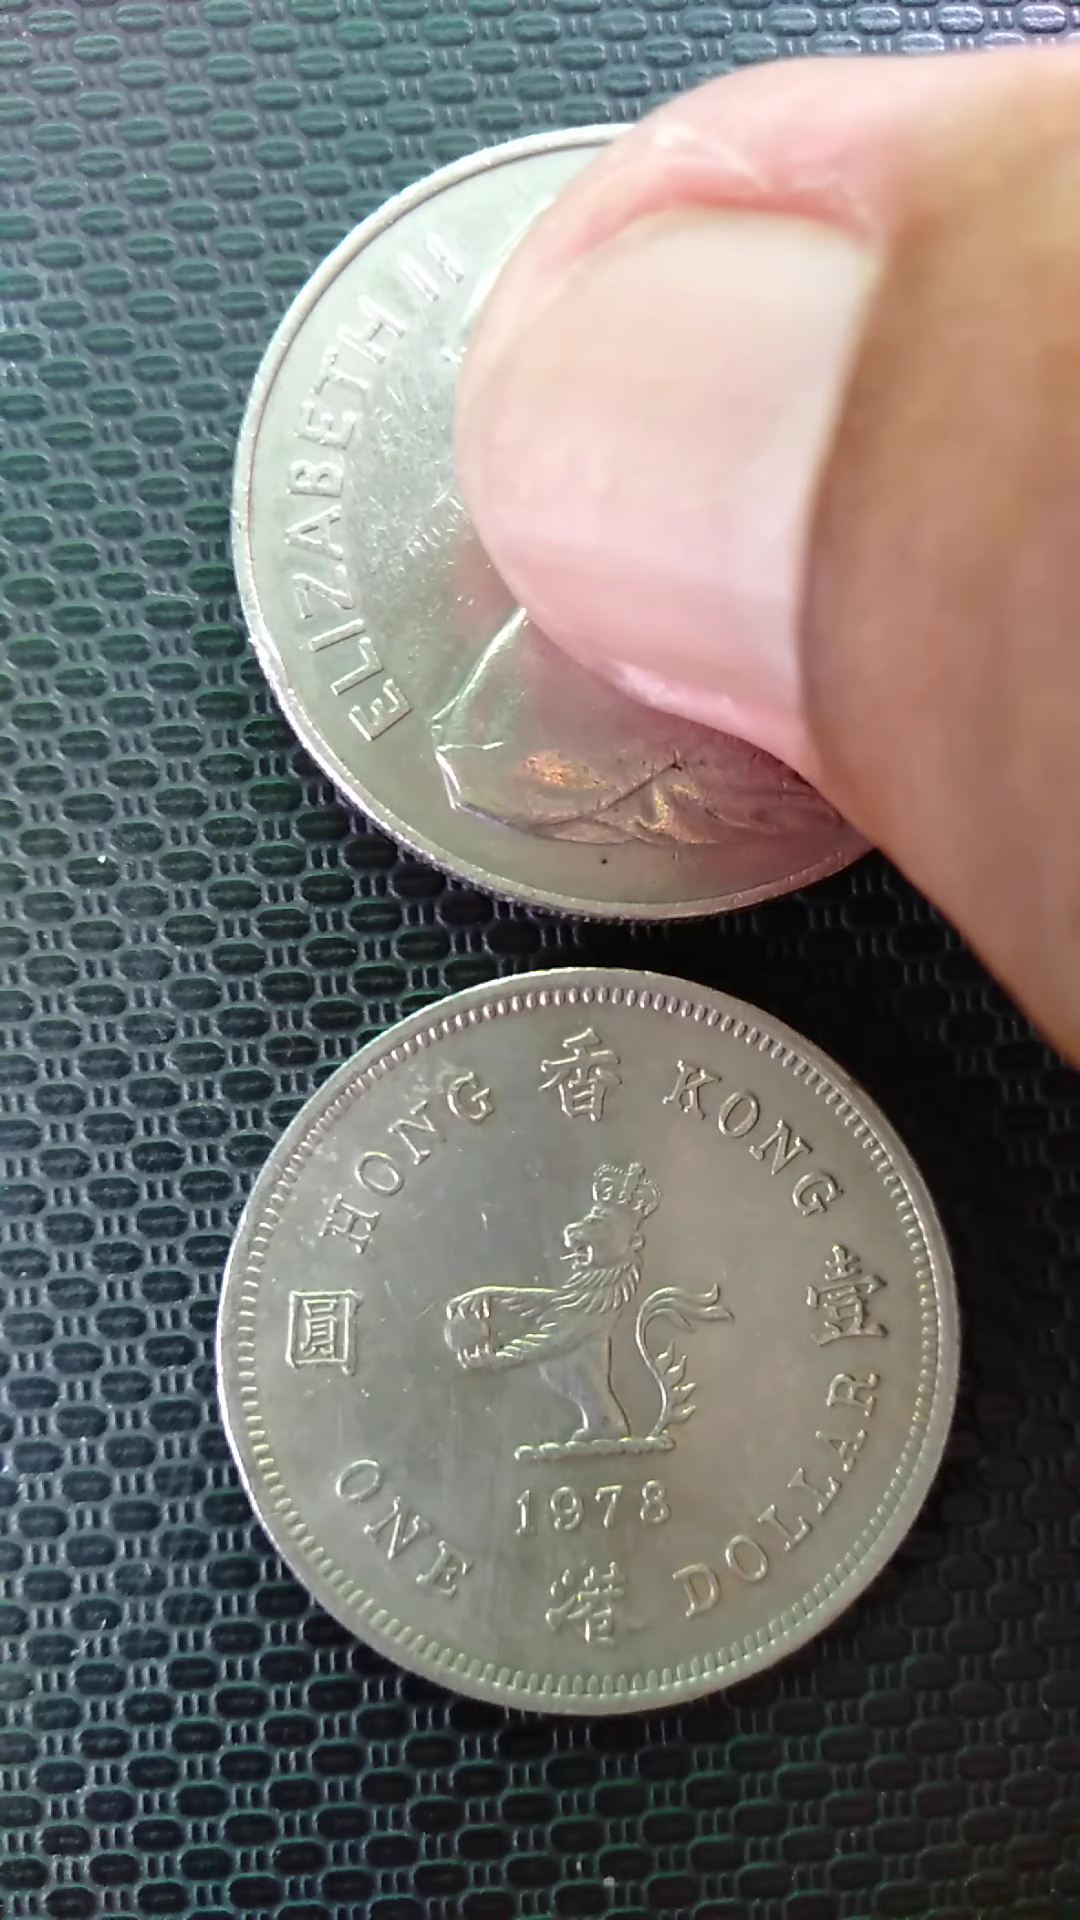 ELIZABETH II
HONG 香 KONG
圓 壹
1978
ONE 港 DOLLAR